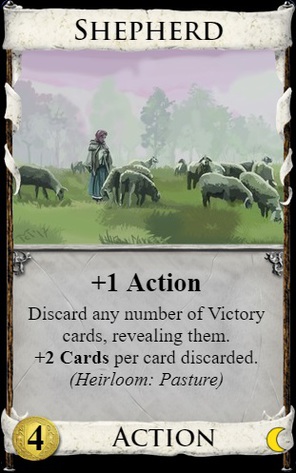 SHEPHERD
+1 Action
Discard any number of Victory
cards, revealing them.
+2 Cards per card discarded.
(Heirloom: Pasture)
4
ACTION